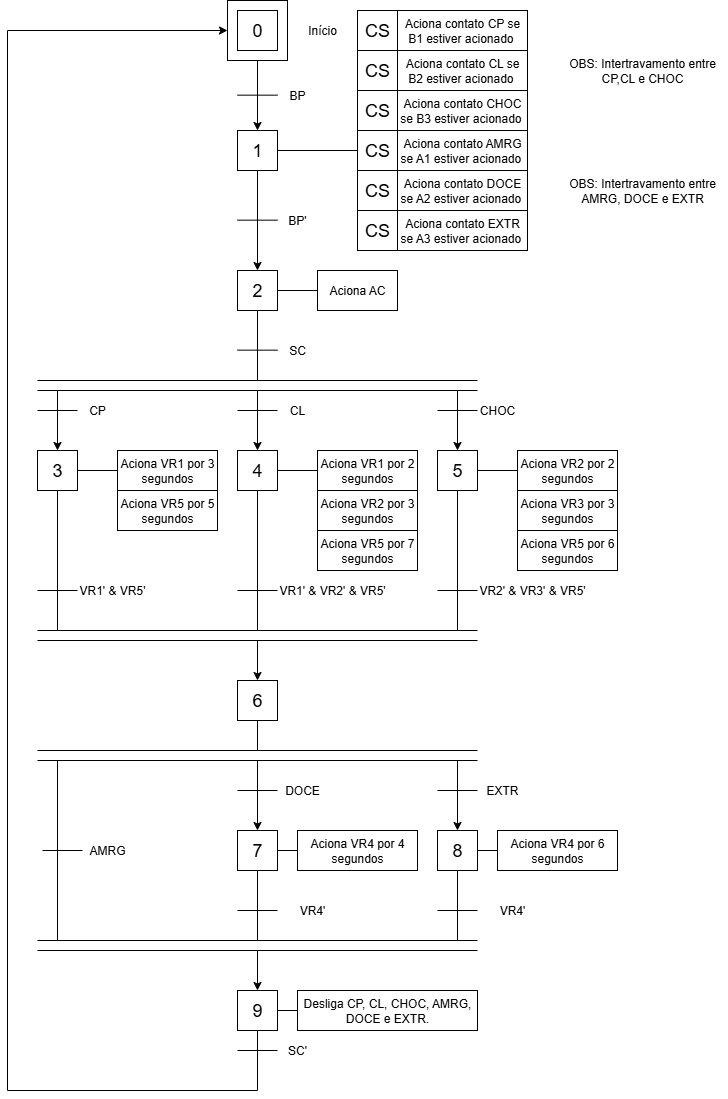 0
Início
CS
Aciona contato CP se
B1 estiver acionado
CS
Aciona contato CL se
B2 estiver acionado
OBS: Intertravamento entre
CP,CL e CHOC
BP
CS
Aciona contato CHOC
se B3 estiver acionado
1
CS
Aciona contato AMRG
se A1 estiver acionado
CS
Aciona contato DOCE
se A2 estiver acionado
OBS: Intertravamento entre
AMRG, DOCE e EXTR
BP'
CS
Aciona contato EXTR
se A3 estiver acionado
2
Aciona AC
SC
CP
CL
CHOC
3
Aciona VR1 por 3
segundos
Aciona VR5 por 5
segundos
4
Aciona VR1 por 2
segundos
Aciona VR2 por 3
segundos
Aciona VR5 por 7
segundos
5
Aciona VR2 por 2
segundos
Aciona VR3 por 3
segundos
Aciona VR5 por 6
segundos
VR1' & VR5'
VR1' & VR2' & VR5'
VR2' & VR3' & VR5'
6
DOCE
EXTR
AMRG
7
Aciona VR4 por 4
segundos
8
Aciona VR4 por 6
segundos
VR4'
VR4'
9
Desliga CP, CL, CHOC, AMRG,
DOCE e EXTR.
SC'